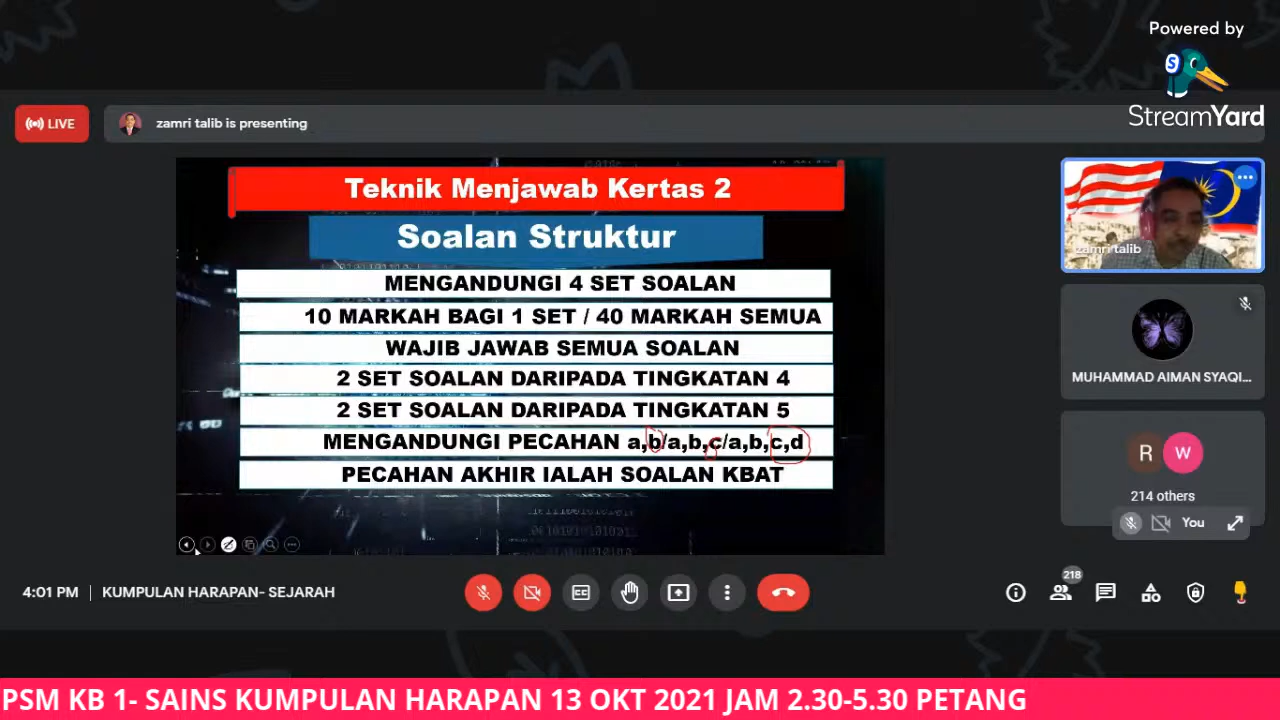 Powered by
StreamYard
LIVE
zamri talib is presenting
Teknik Menjawab Kertas 2
Soalan Struktur
MENGANDUNGI 4 SET SOALAN
10 MARKAH BAGI 1 SET / 40 MARKAH SEMUA
WAJIB JAWAB SEMUA SOALAN
2 SET SOALAN DARIPADA TINGKATAN 4
2 SET SOALAN DARIPADA TINGKATAN 5
MENGANDUNGI PECAHAN a,b/a,b,c/a,b,c,d
PECAHAN AKHIR IALAH SOALAN KBAT
zamri talib
MUHAMMAD AIMAN SYAQI...
R W
214 others
You
4:01 PM | KUMPULAN HARAPAN- SEJARAH
218
PSM KB 1- SAINS KUMPULAN HARAPAN 13 OKT 2021 JAM 2.30-5.30 PETANG